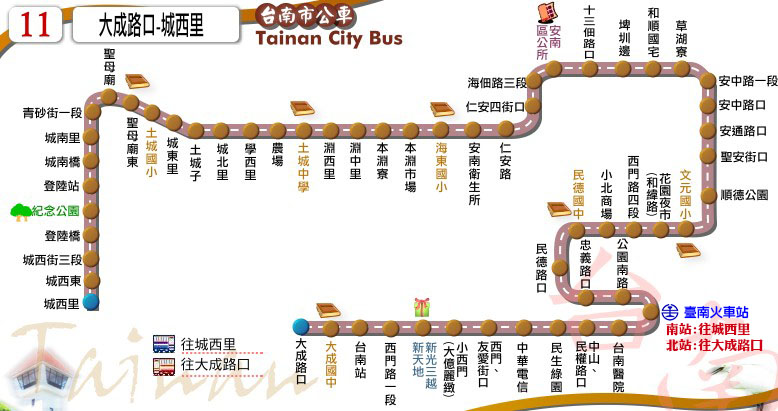 11
大成路口-城西里
台南市公車
Tainan City Bus
聖母廟
青砂街一段
城南里
城南橋
登陸站
紀念公園
登陸橋
城西街三段
城西東
城西里
聖母廟東
土城國小
城東里
土城子
城北里
學西里
農場
土城中學
淵西里
淵中里
本淵寮
本淵市場
海東國小
安南衛生所
仁安路
仁安四街口
海佃路三段
安南區公所
十三佃路口
埤圳邊
和順國宅
草湖寮
安中路一段
安中路口
安通路口
聖安街口
順德公園
文元國小
花園夜市(和緯路)
西門路四段
小北商場
民德國中
民德路口
忠義路口
公園南路
臺南火車站
南站:往城西里
北站:往大成路口
台南醫院
中山、民權路口
民生綠園
中華電信
西門、友愛街口
小西門(大億麗緻)
新光三越新天地
西門路一段
台南站
大成國中
大成路口
往城西里
往大成路口
Tainan
台南